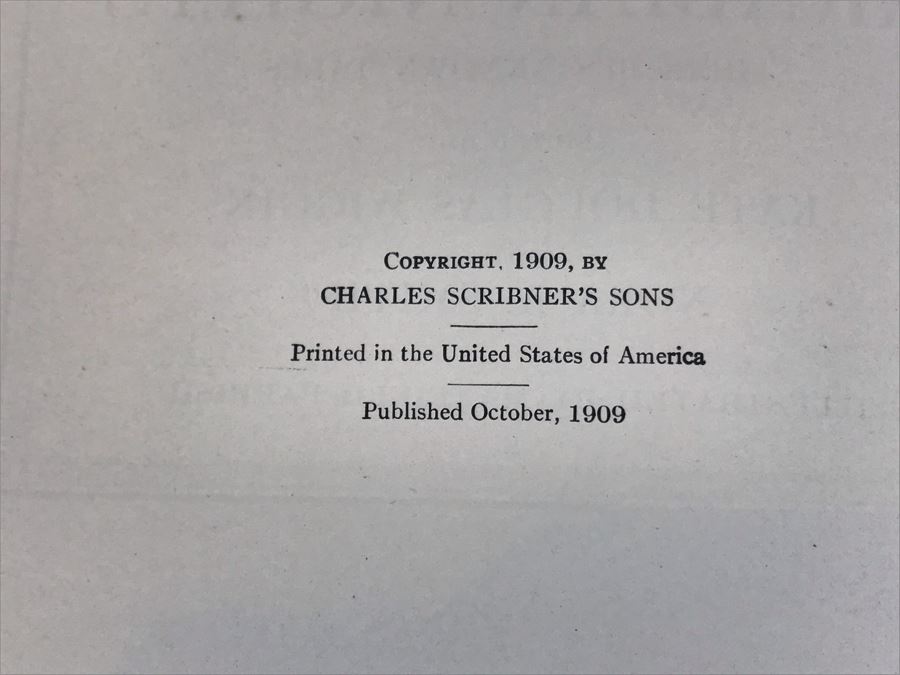 COPYRIGHT, 1909, BY
CHARLES SCRIBNER'S SONS
Printed in the United States of America
Published October, 1909